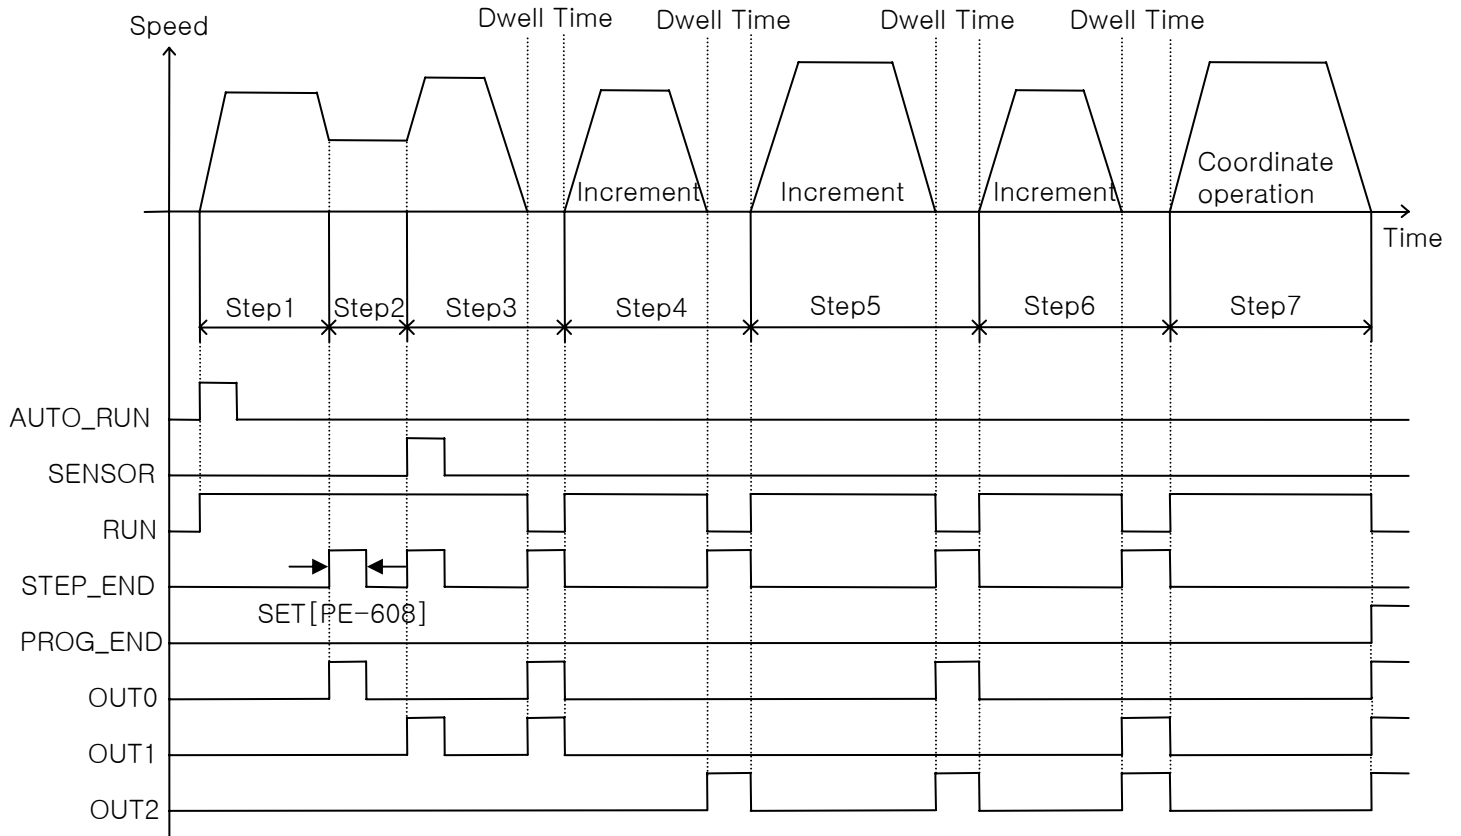 Dwell Time Dwell Time Dwell Time Dwell Time
Speed
Increment Increment Increment Coordinate
operation
Time
Step1 Step2 Step3 Step4 Step5 Step6 Step7
AUTO_RUN
SENSOR
RUN
STEP_END
SET[PE-608]
PROG_END
OUT0
OUT1
OUT2